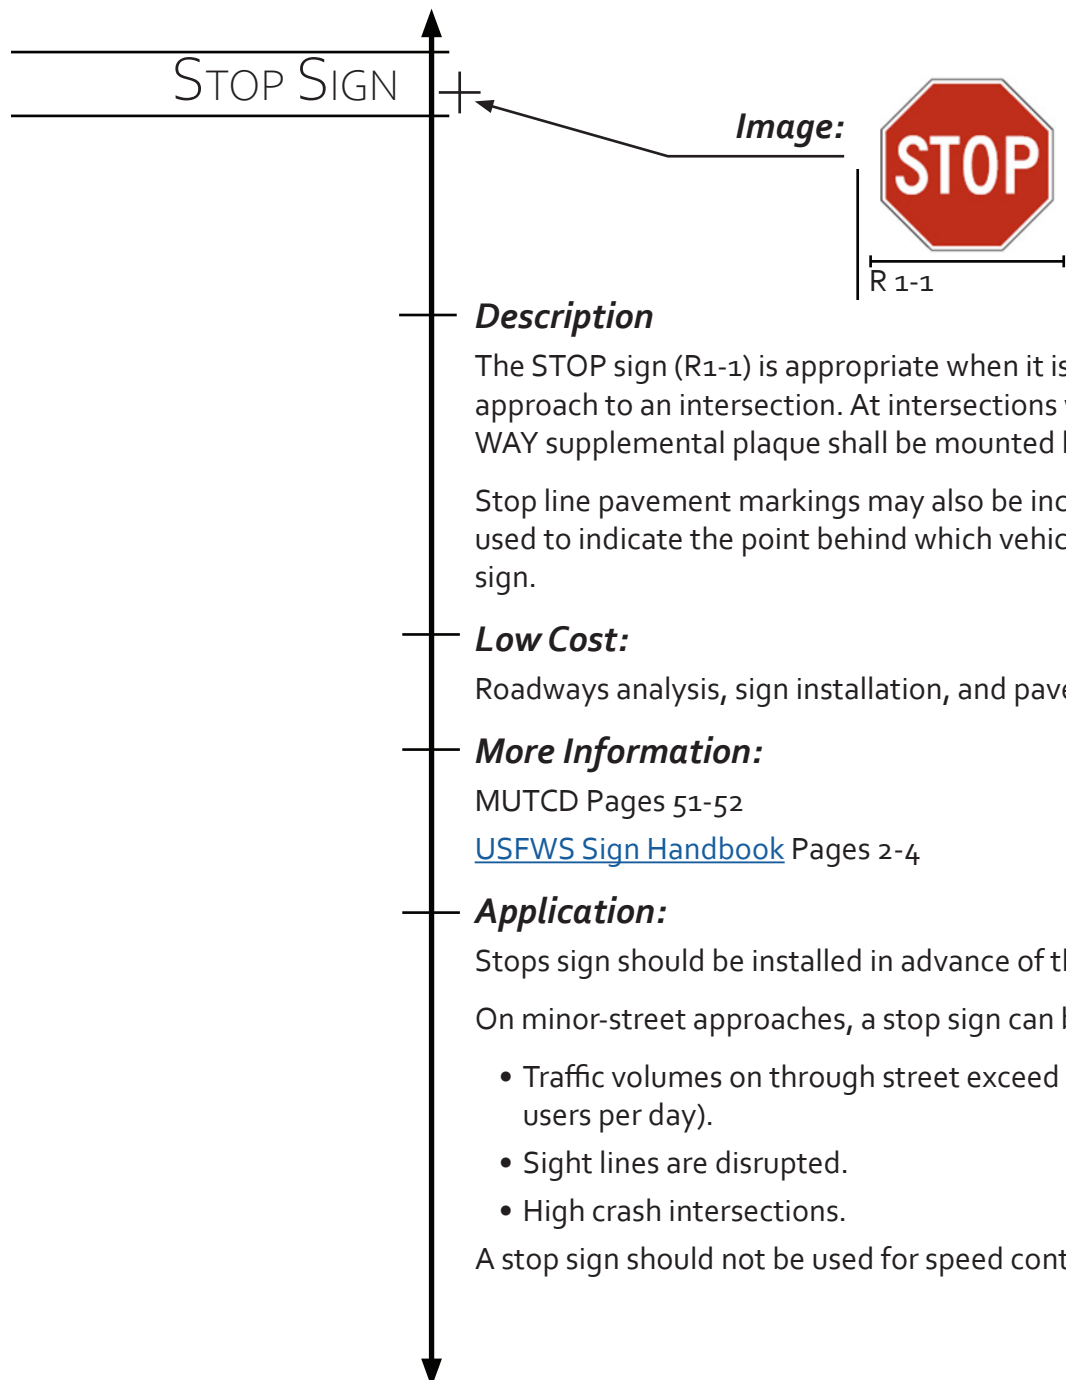 STOP SIGN
Image:
STOP
R 1-1
Description
The STOP sign (R1-1) is appropriate when it is
approach to an intersection. At intersections
WAY supplemental plaque shall be mounted
Stop line pavement markings may also be inc
used to indicate the point behind which vehic
sign.
Low Cost:
Roadways analysis, sign installation, and pave
More Information:
MUTCD Pages 51-52
USFWS Sign Handbook Pages 2-4
Application:
Stops sign should be installed in advance of th
On minor-street approaches, a stop sign can b
• Traffic volumes on through street exceed
users per day).
• Sight lines are disrupted.
• High crash intersections.
A stop sign should not be used for speed cont